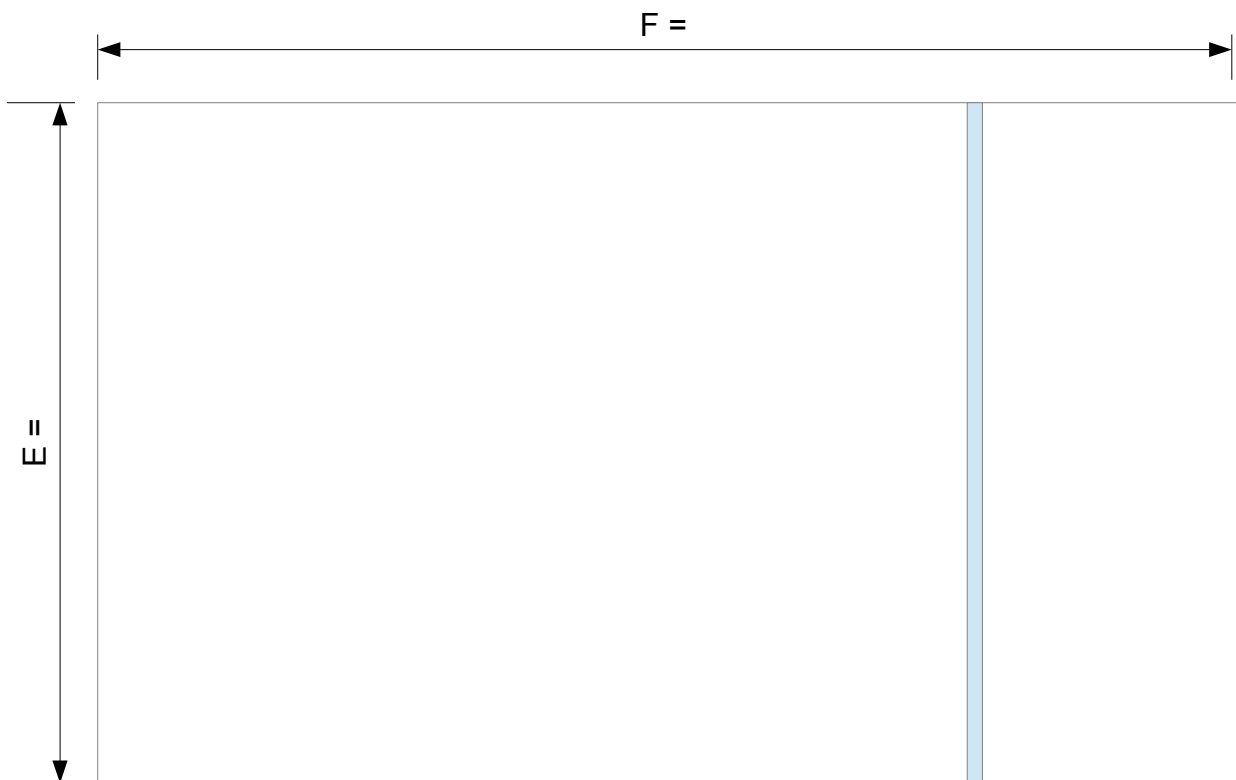 F =
E =